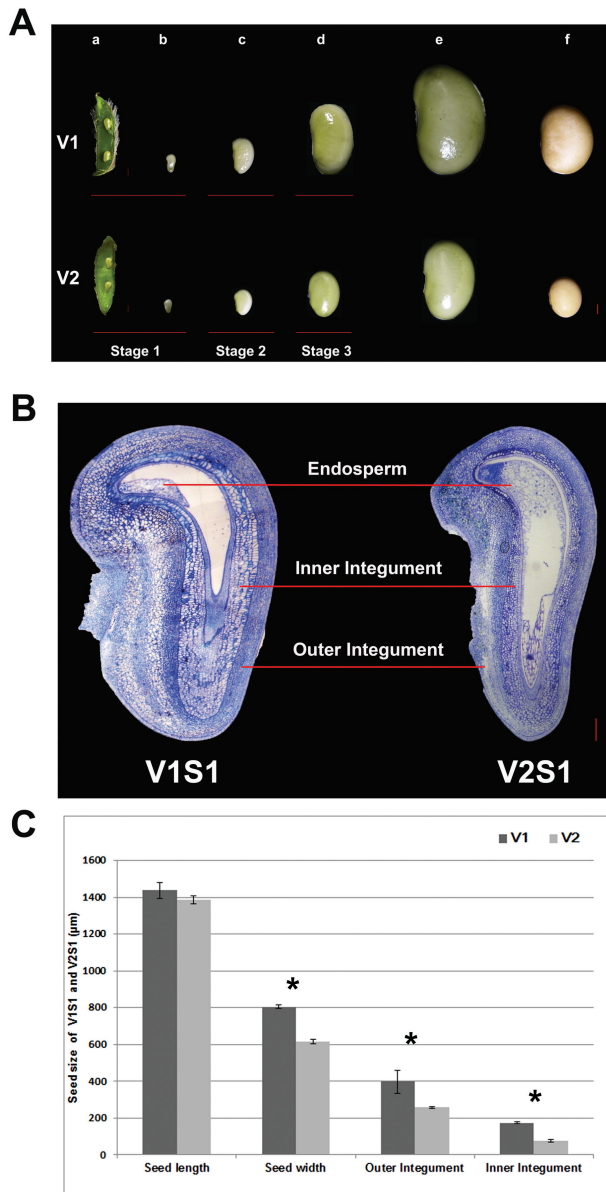 A
a b c d e f
V1
V2
Stage 1 Stage 2 Stage 3
B
Endosperm
Inner Integument
Outer Integument
V1S1 V2S1
C
V1 V2
Seed size of V1S1 and V2S1 (µm)
1600
1400
1200
1000
800
600
400
200
0
*
*
*
Seed length Seed width Outer Integument Inner Integument